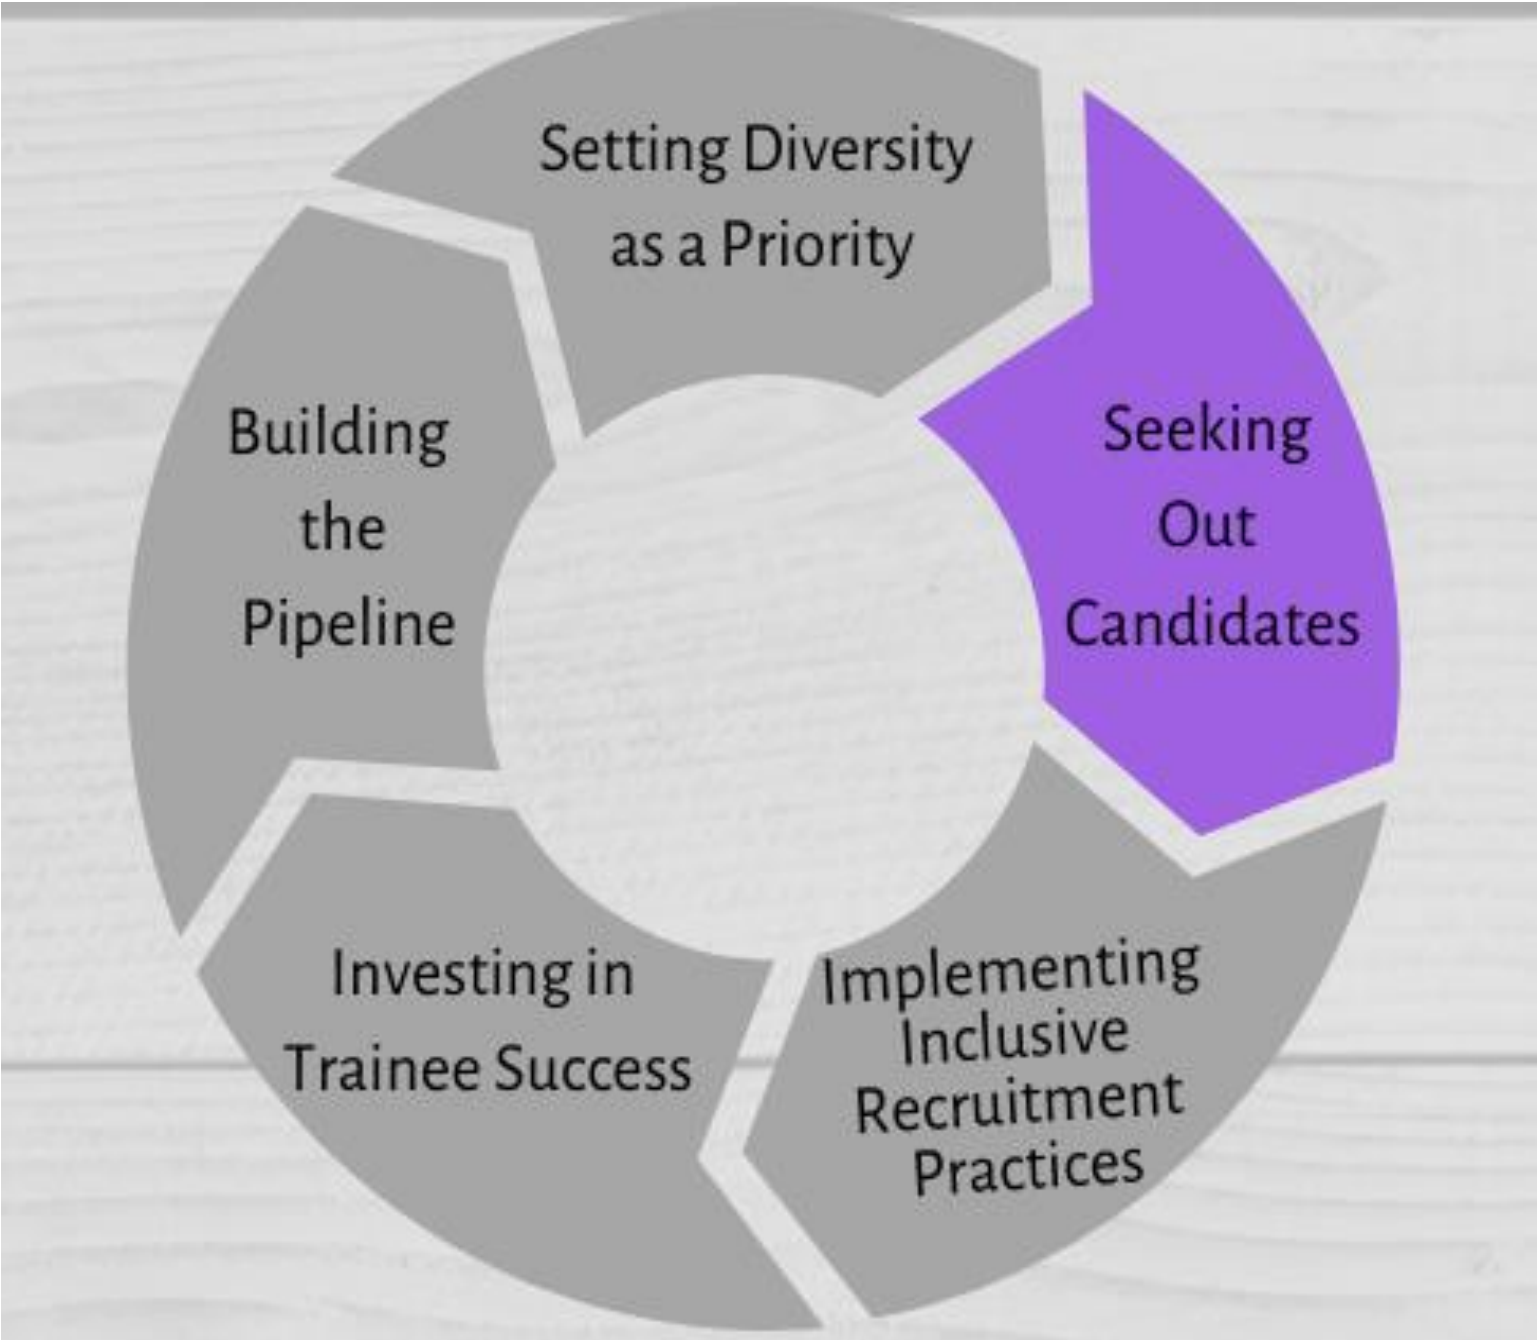 Setting Diversity
as a Priority
Seeking
Out
Candidates
Implementing
Inclusive
Recruitment
Practices
Investing in
Trainee Success
Building
the
Pipeline